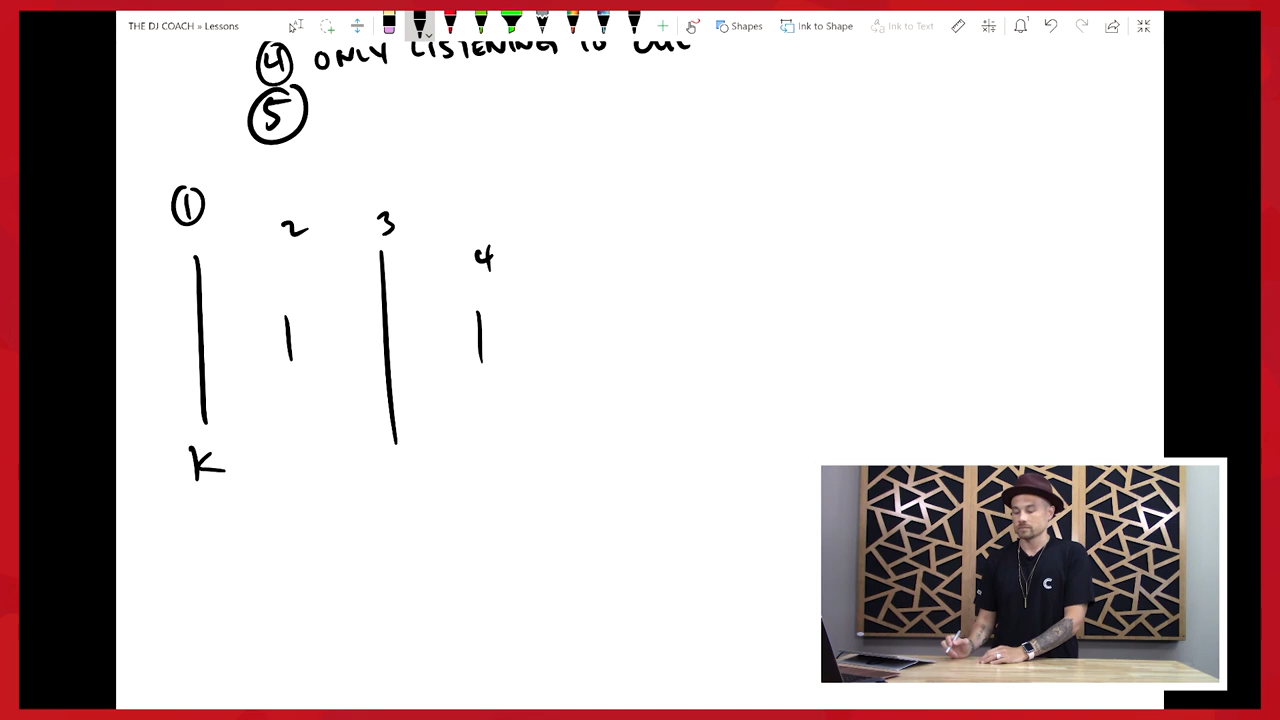 THE DJ COACH » Lessons
Shapes
Ink to Shape
Ink to Text
④ ONLY LISTENING TO CUE
⑤
① 2 3 4
K
C